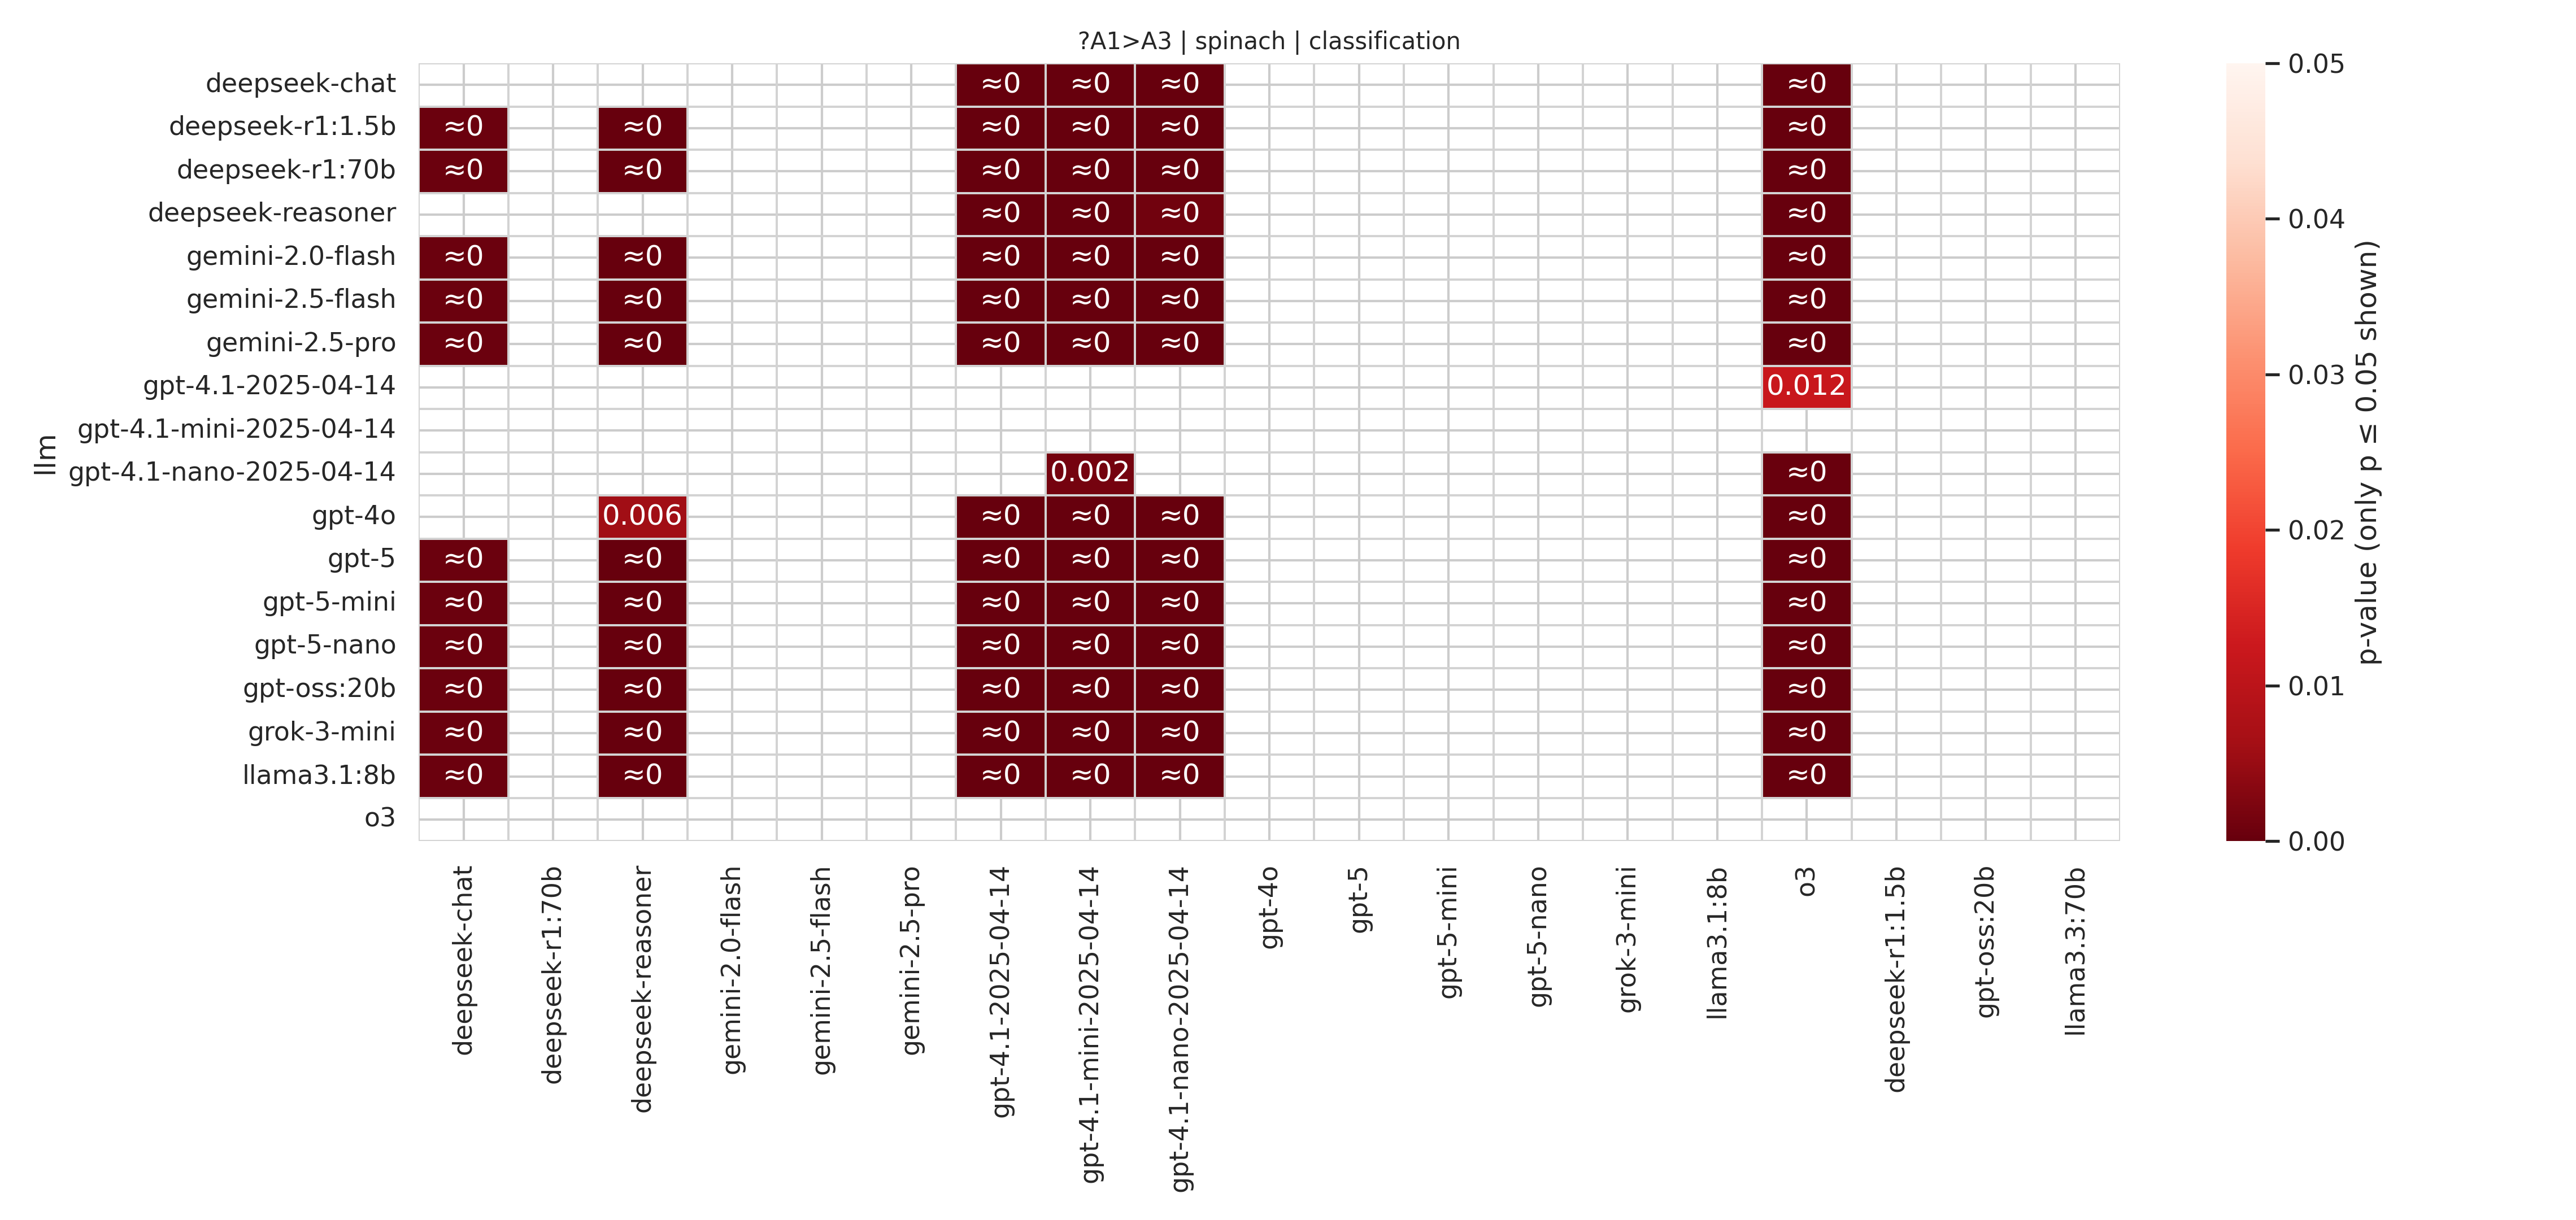 ?A1>A3 | spinach | classification
deepseek-chat ≈0 ≈0 ≈0 ≈0
deepseek-r1:1.5b ≈0 ≈0 ≈0 ≈0 ≈0 ≈0
deepseek-r1:70b ≈0 ≈0 ≈0 ≈0 ≈0 ≈0
deepseek-reasoner ≈0 ≈0 ≈0 ≈0
gemini-2.0-flash ≈0 ≈0 ≈0 ≈0 ≈0 ≈0
gemini-2.5-flash ≈0 ≈0 ≈0 ≈0 ≈0 ≈0
gemini-2.5-pro ≈0 ≈0 ≈0 ≈0 ≈0 ≈0
gpt-4.1-2025-04-14 0.012
gpt-4.1-mini-2025-04-14
gpt-4.1-nano-2025-04-14 0.002 ≈0
gpt-4o 0.006 ≈0 ≈0 ≈0 ≈0
gpt-5 ≈0 ≈0 ≈0 ≈0 ≈0 ≈0
gpt-5-mini ≈0 ≈0 ≈0 ≈0 ≈0 ≈0
gpt-5-nano ≈0 ≈0 ≈0 ≈0 ≈0 ≈0
gpt-oss:20b ≈0 ≈0 ≈0 ≈0 ≈0 ≈0
grok-3-mini ≈0 ≈0 ≈0 ≈0 ≈0 ≈0
llama3.1:8b ≈0 ≈0 ≈0 ≈0 ≈0 ≈0
o3
llm
deepseek-chat
deepseek-r1:70b
deepseek-reasoner
gemini-2.0-flash
gemini-2.5-flash
gemini-2.5-pro
gpt-4.1-2025-04-14
gpt-4.1-mini-2025-04-14
gpt-4.1-nano-2025-04-14
gpt-4o
gpt-5
gpt-5-mini
gpt-5-nano
grok-3-mini
llama3.1:8b
o3
deepseek-r1:1.5b
gpt-oss:20b
llama3.3:70b
0.05
0.04
0.03
0.02
0.01
0.00
p-value (only p ≤ 0.05 shown)